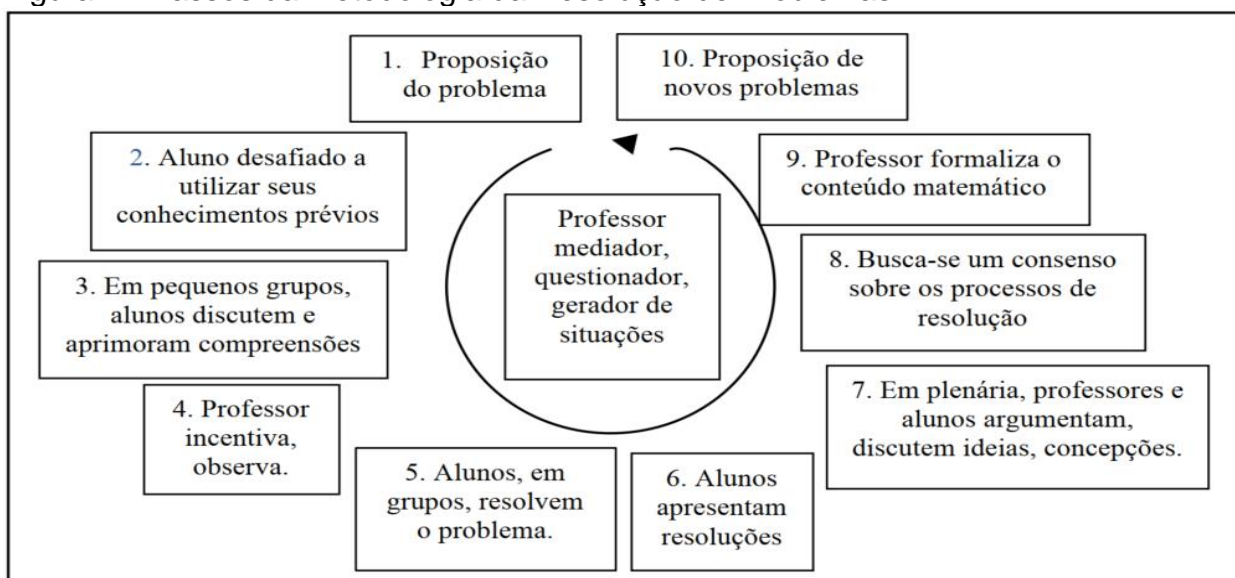 1. Proposição
do problema
10. Proposição de
novos problemas
2. Aluno desafiado a
utilizar seus
conhecimentos prévios
9. Professor formaliza o
conteúdo matemático
Professor
mediador,
questionador,
gerador de
situações
3. Em pequenos grupos,
alunos discutem e
aprimoram compreensões
8. Busca-se um consenso
sobre os processos de
resolução
4. Professor
incentiva,
observa.
7. Em plenária, professores e
alunos argumentam,
discutem ideias, concepções.
5. Alunos, em
grupos, resolvem
o problema.
6. Alunos
apresentam
resoluções